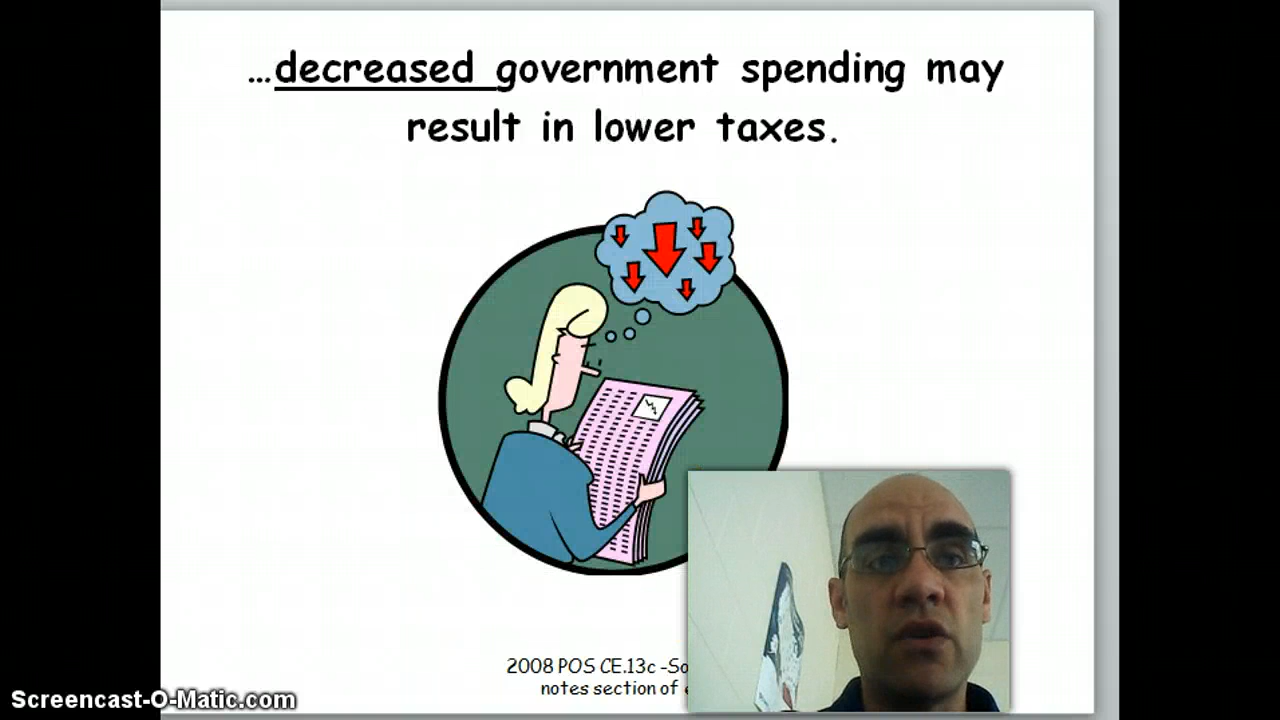 ...decreased government spending may
result in lower taxes.
2008 POS CE.13c -So
notes section of
Screencast-O-Matic.com